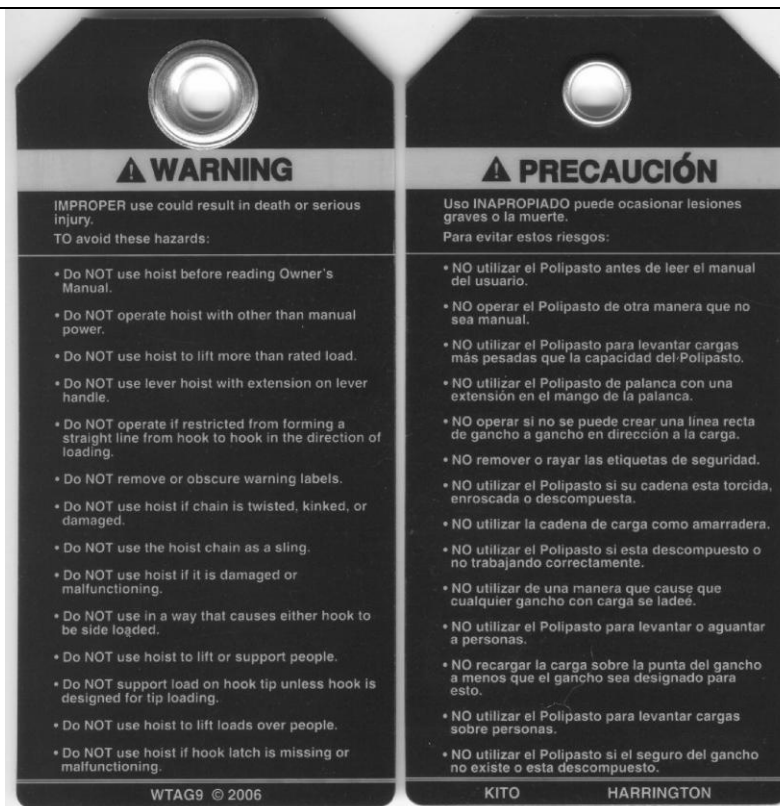 WARNING
IMPROPER use could result in death or serious
injury.
TO avoid these hazards:
• Do NOT use hoist before reading Owner's
Manual.
• Do NOT operate hoist with other than manual
power.
• Do NOT use hoist to lift more than rated load.
• Do NOT use lever hoist with extension on lever
handle.
• Do NOT operate if restricted from forming a
straight line from hook to hook in the direction of
loading.
• Do NOT remove or obscure warning labels.
• Do NOT use hoist if chain is twisted, kinked, or
damaged.
• Do NOT use the hoist chain as a sling.
• Do NOT use hoist if it is damaged or
malfunctioning.
• Do NOT use in a way that causes either hook to
be side loaded.
• Do NOT use hoist to lift or support people.
• Do NOT support load on hook tip unless hook is
designed for tip loading.
• Do NOT use hoist to lift loads over people.
• Do NOT use hoist if hook latch is missing or
malfunctioning.
WTAG9 © 2006
PRECAUCIÓN
Uso INAPROPIADO puede ocasionar lesiones
graves o la muerte.
Para evitar estos riesgos:
• NO utilizar el Polipasto antes de leer el manual
del usuario.
• NO operar el Polipasto de otra manera que no
sea manual.
• NO utilizar el Polipasto para levantar cargas
más pesadas que la capacidad del Polipasto.
• NO utilizar el Polipasto de palanca con una
extensión en el mango de la palanca.
• NO operar si no se puede crear una línea recta
de gancho a gancho en dirección a la carga.
• NO remover o rayar las etiquetas de seguridad.
• NO utilizar el Polipasto si su cadena esta torcida,
enroscada o descompuesta.
• NO utilizar la cadena de carga como amarradera.
• NO utilizar el Polipasto si esta descompuesto o
no trabajando correctamente.
• NO utilizar de una manera que cause que
cualquier gancho con carga se ladeé.
• NO utilizar el Polipasto para levantar o aguantar
a personas.
• NO recargar la carga sobre la punta del gancho
a menos que el gancho sea designado para
esto.
• NO utilizar el Polipasto para levantar cargas
sobre personas.
• NO utilizar el Polipasto si el seguro del gancho
no existe o esta descompuesto.
KITO HARRINGTON